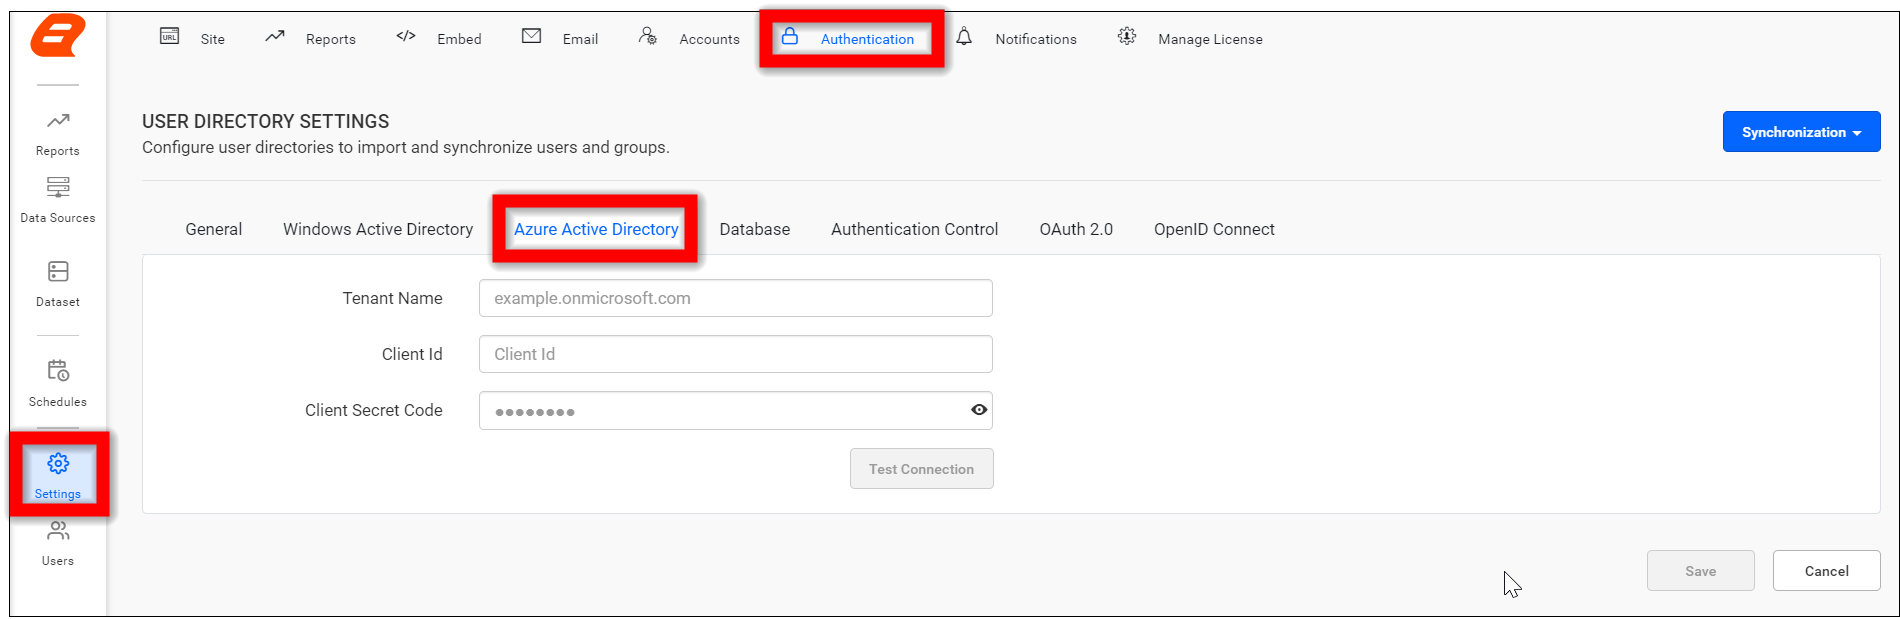 URL Site Reports </> Embed Email Accounts Authentication Notifications Manage License
USER DIRECTORY SETTINGS
Configure user directories to import and synchronize users and groups.
Synchronization
Reports
Data Sources
Dataset
Schedules
Settings
Users
General Windows Active Directory Azure Active Directory Database Authentication Control OAuth 2.0 OpenID Connect
Tenant Name example.onmicrosoft.com
Client Id Client Id
Client Secret Code ●●●●●●●●
Test Connection
Save Cancel